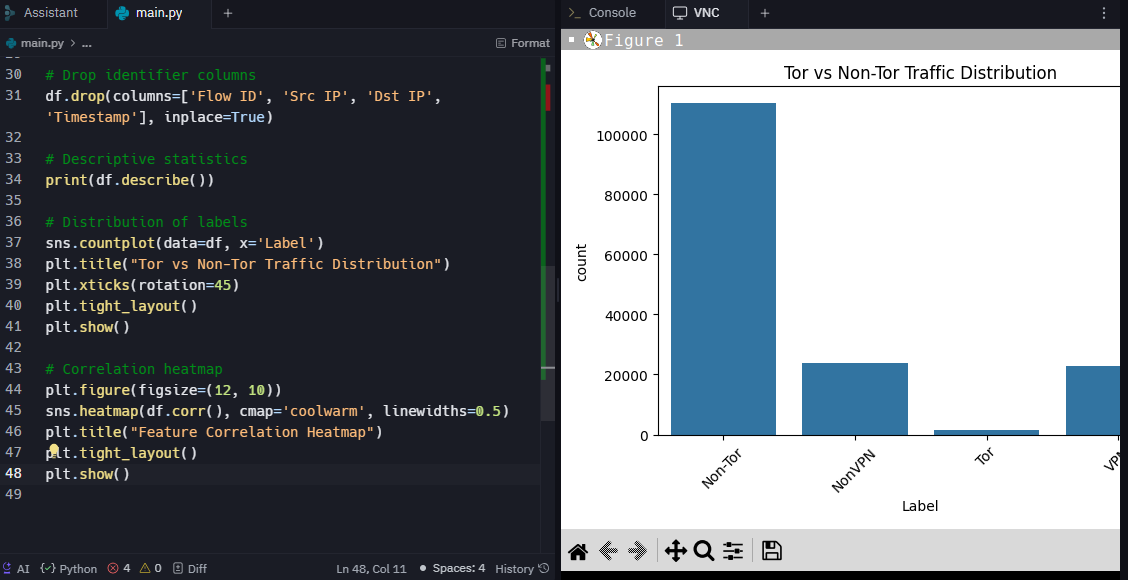 Assistant
main.py
main.py > ...
Format
30 # Drop identifier columns
31 df.drop(columns=['Flow ID', 'Src IP', 'Dst IP',
'Timestamp'], inplace=True)
32
33 # Descriptive statistics
34 print(df.describe())
35
36 # Distribution of labels
37 sns.countplot(data=df, x='Label')
38 plt.title("Tor vs Non-Tor Traffic Distribution")
39 plt.xticks(rotation=45)
40 plt.tight_layout()
41 plt.show()
42
43 # Correlation heatmap
44 plt.figure(figsize=(12, 10))
45 sns.heatmap(df.corr(), cmap='coolwarm', linewidths=0.5)
46 plt.title("Feature Correlation Heatmap")
47 plt.tight_layout()
48 plt.show()
49
AI
Python
4
0
Diff
Ln 48, Col 11
Spaces: 4
History
Console
VNC
Figure 1
Tor vs Non-Tor Traffic Distribution
100000
80000
60000
40000
20000
0
count
Non-Tor
NonVPN
Tor
Label